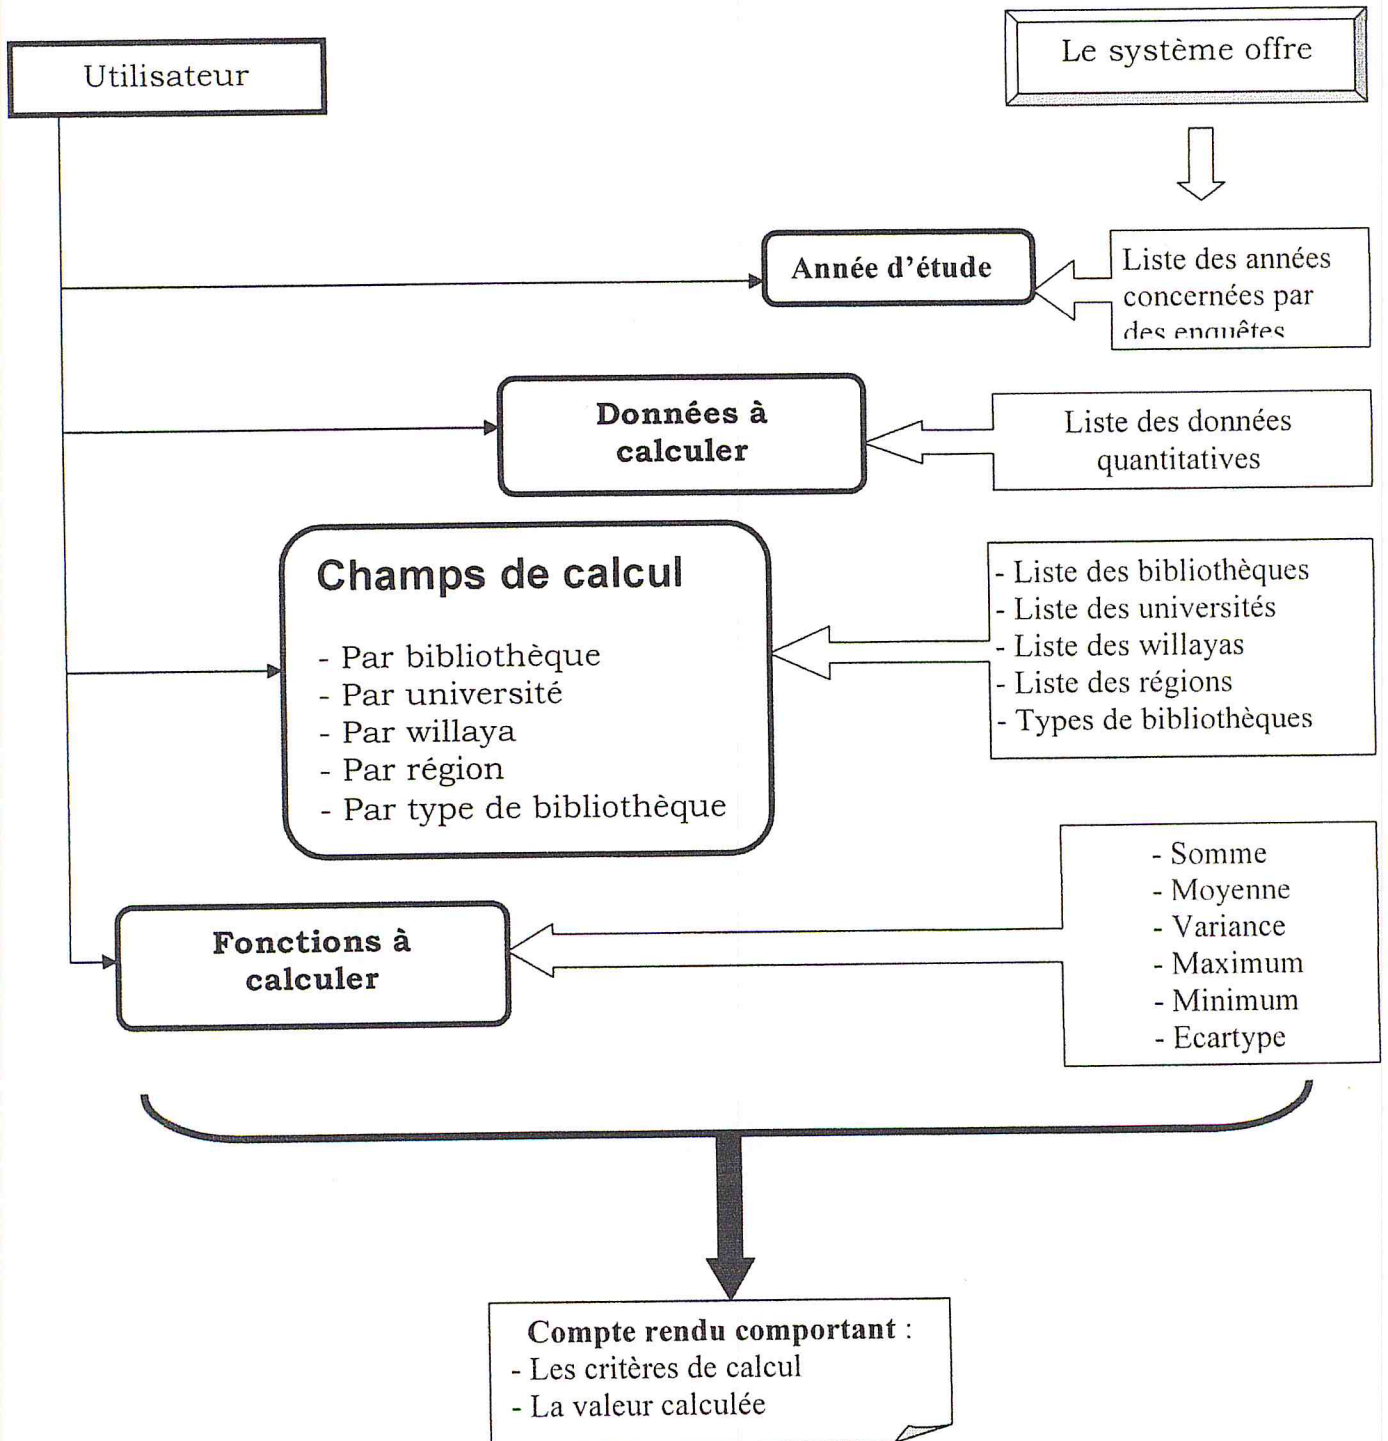 Utilisateur
Le système offre
Année d'étude
Liste des années
concernées par
des enquêtes
Données à
calculer
Liste des données
quantitatives
Champs de calcul
- Par bibliothèque
- Par université
- Par willaya
- Par région
- Par type de bibliothèque
- Liste des bibliothèques
- Liste des universités
- Liste des willayas
- Liste des régions
- Types de bibliothèques
Fonctions à
calculer
- Somme
- Moyenne
- Variance
- Maximum
- Minimum
- Ecartype
Compte rendu comportant :
- Les critères de calcul
- La valeur calculée